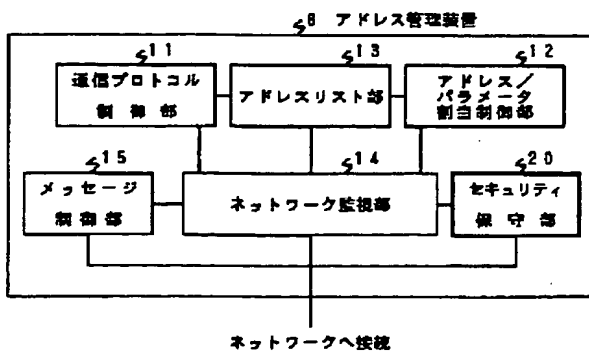 6 アドレス管理装置
11
13
12
通信プロトコル
制御部
アドレスリスト部
アドレス/
パラメータ
割当制御部
15
14
20
メッセージ
制御部
ネットワーク監視部
セキュリティ
保守部
ネットワークへ接続